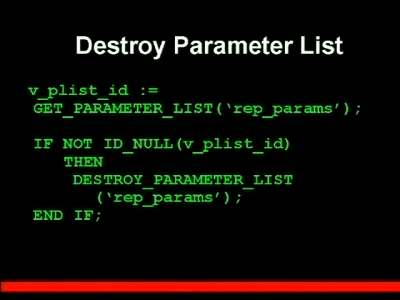 Destroy Parameter List
v_plist_id :=
GET_PARAMETER_LIST(‘rep_params’);
IF NOT ID_NULL(v_plist_id)
THEN
DESTROY_PARAMETER_LIST
(‘rep_params’);
END IF;